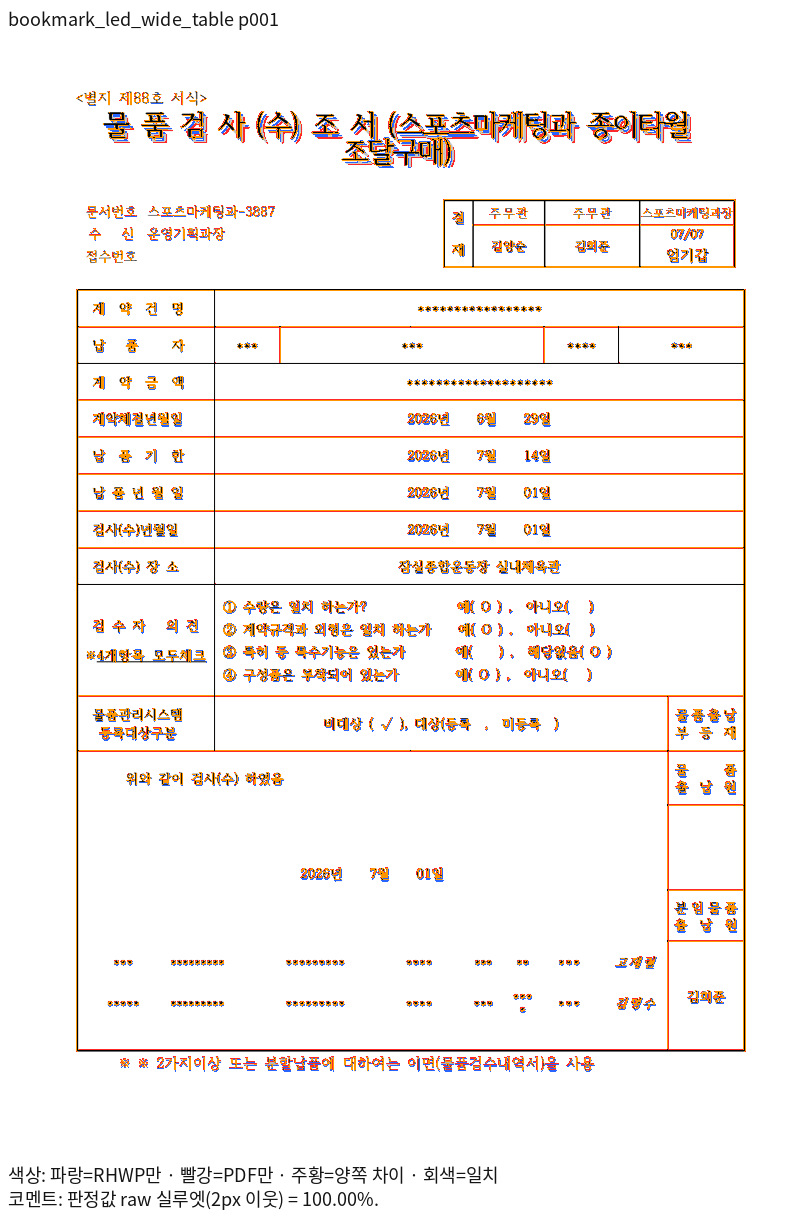 bookmark_led_wide_table p001
<별지 제88호 서식>
물 품 검 사 (수) 조 서 (스포츠마케팅과 종이타월
조달구매)
문서번호 스포츠마케팅과-3887
수 신 운영기획과장
접수번호
결 재
주무관 주무관 스포츠마케팅과장
07/07
엄기갑
계 약 건 명 *****************
납 품 자 *** *** **** ***
계 약 금 액 ********************
계약체결년월일 2026년 6월 29일
납 품 기 한 2026년 7월 14일
납 품 년 월 일 2026년 7월 01일
검사(수)년월일 2026년 7월 01일
검사(수) 장 소 잠실종합운동장 실내체육관
검 수 자 의 견
※4개항목 모두체크
① 수량은 일치 하는가? 예( O ) , 아니오( )
② 계약규격과 외형은 일치 하는가 예( O ) , 아니오( )
③ 특허 등 특수기능은 있는가 예( ) , 해당없음( O )
④ 구성품은 부착되어 있는가 예( O ) , 아니오( )
물품관리시스템
등록대상구분
비대상 ( √ ), 대상(등록 , 미등록 )
물품출납
부 등 재
위와 같이 검사(수) 하였음
물 품
출 납 원
2026년 7월 01일
분임물품
출 납 원
*** ********* ********** **** *** ** ***
***** ********* ********** **** *** *** * ***
※ ※ 2가지이상 또는 분할납품에 대하여는 이면(물품검수내역서)을 사용
색상: 파랑=RHWP만 · 빨강=PDF만 · 주황=양쪽 차이 · 회색=일치
코멘트: 판정값 raw 실루엣(2px 이웃) = 100.00%.